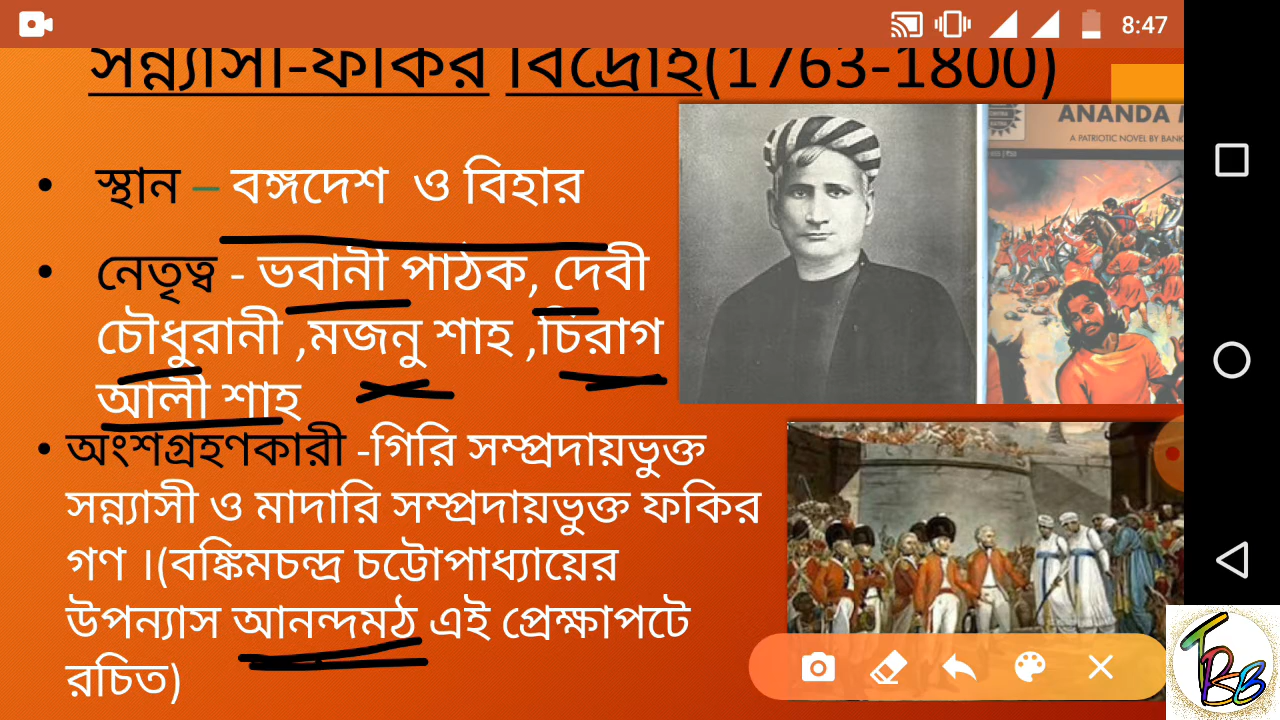 8:47
সন্ন্যাসী-ফকির বিদ্রোহ(1763-1800)
ANANDA M
A PATRIOTIC NOVEL BY BANK
• স্থান – বঙ্গদেশ ও বিহার
• নেতৃত্ব - ভবানী পাঠক, দেবী
চৌধুরানী ,মজনু শাহ ,চিরাগ
আলী শাহ
• অংশগ্রহণকারী -গিরি সম্প্রদায়ভুক্ত
সন্ন্যাসী ও মাদারি সম্প্রদায়ভুক্ত ফকির
গণ ।(বঙ্কিমচন্দ্র চট্টোপাধ্যায়ের
উপন্যাস আনন্দমঠ এই প্রেক্ষাপটে
রচিত)